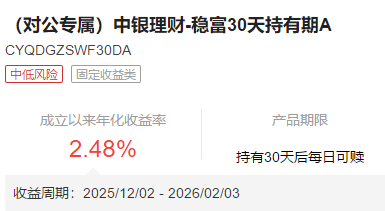 （对公专属）中银理财-稳富30天持有期A
CYQDGZSWF30DA
中低风险 固定收益类
成立以来年化收益率 产品期限
2.48% 持有30天后每日可赎
收益周期：2025/12/02 - 2026/02/03